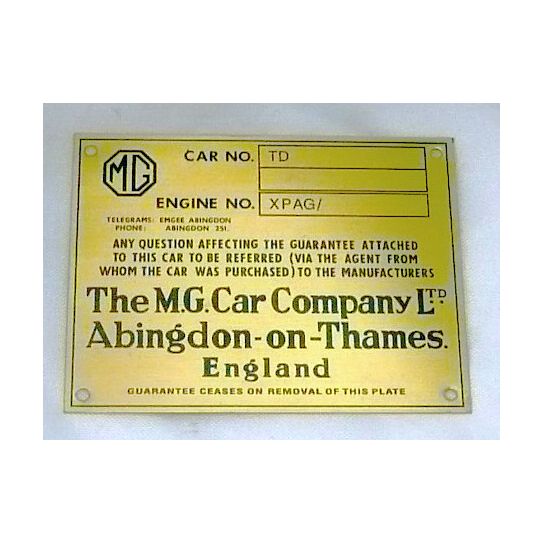 MG
CAR NO. TD
ENGINE NO. XPAG/
TELEGRAMS: EMGEE ABINGDON
PHONE: ABINGDON 251.
ANY QUESTION AFFECTING THE GUARANTEE ATTACHED
TO THIS CAR TO BE REFERRED (VIA THE AGENT FROM
WHOM THE CAR WAS PURCHASED) TO THE MANUFACTURERS
The M.G. Car Company LTD.
Abingdon-on-Thames.
England
GUARANTEE CEASES ON REMOVAL OF THIS PLATE